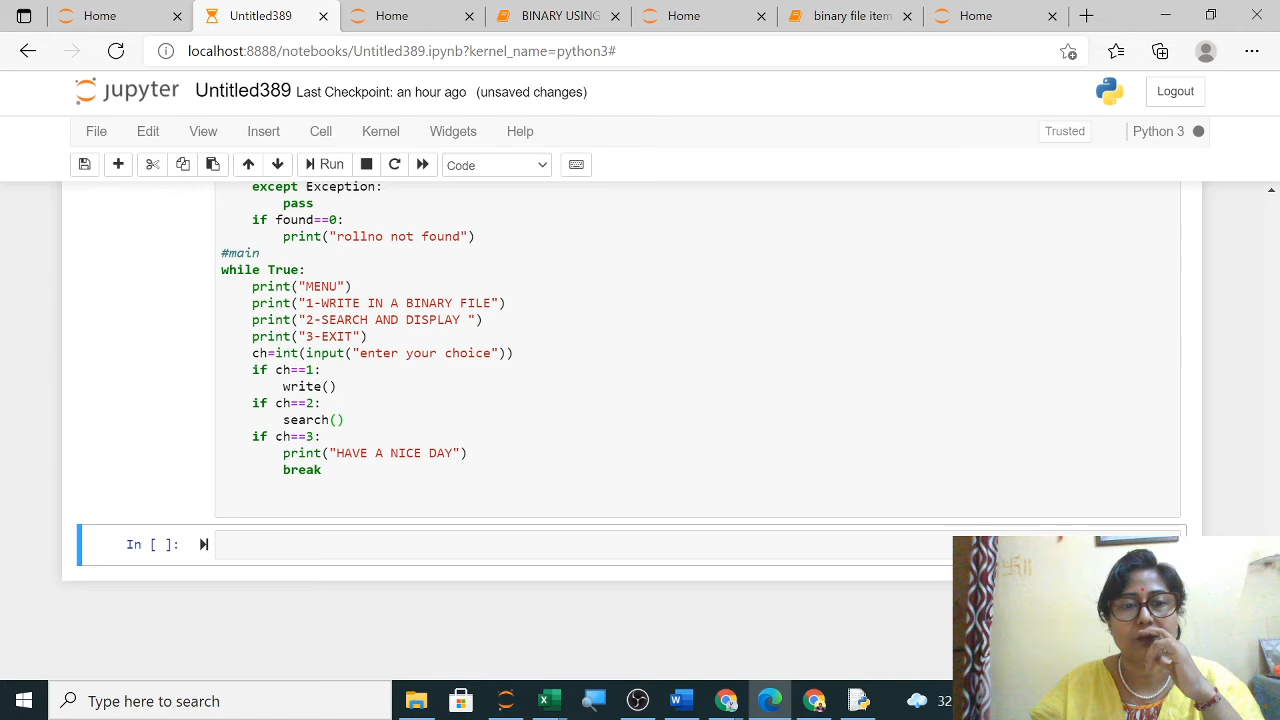 Home
Untitled389
Home
BINARY USING
Home
binary file item
Home
localhost:8888/notebooks/Untitled389.ipynb?kernel_name=python3#
jupyter Untitled389 Last Checkpoint: an hour ago (unsaved changes)
Logout
File Edit View Insert Cell Kernel Widgets Help
Trusted
Python 3
Run
Code
except Exception:
pass
if found==0:
print("rollno not found")
#main
while True:
print("MENU")
print("1-WRITE IN A BINARY FILE")
print("2-SEARCH AND DISPLAY ")
print("3-EXIT")
ch=int(input("enter your choice"))
if ch==1:
write()
if ch==2:
search()
if ch==3:
print("HAVE A NICE DAY")
break
In [ ]:
Type here to search
32